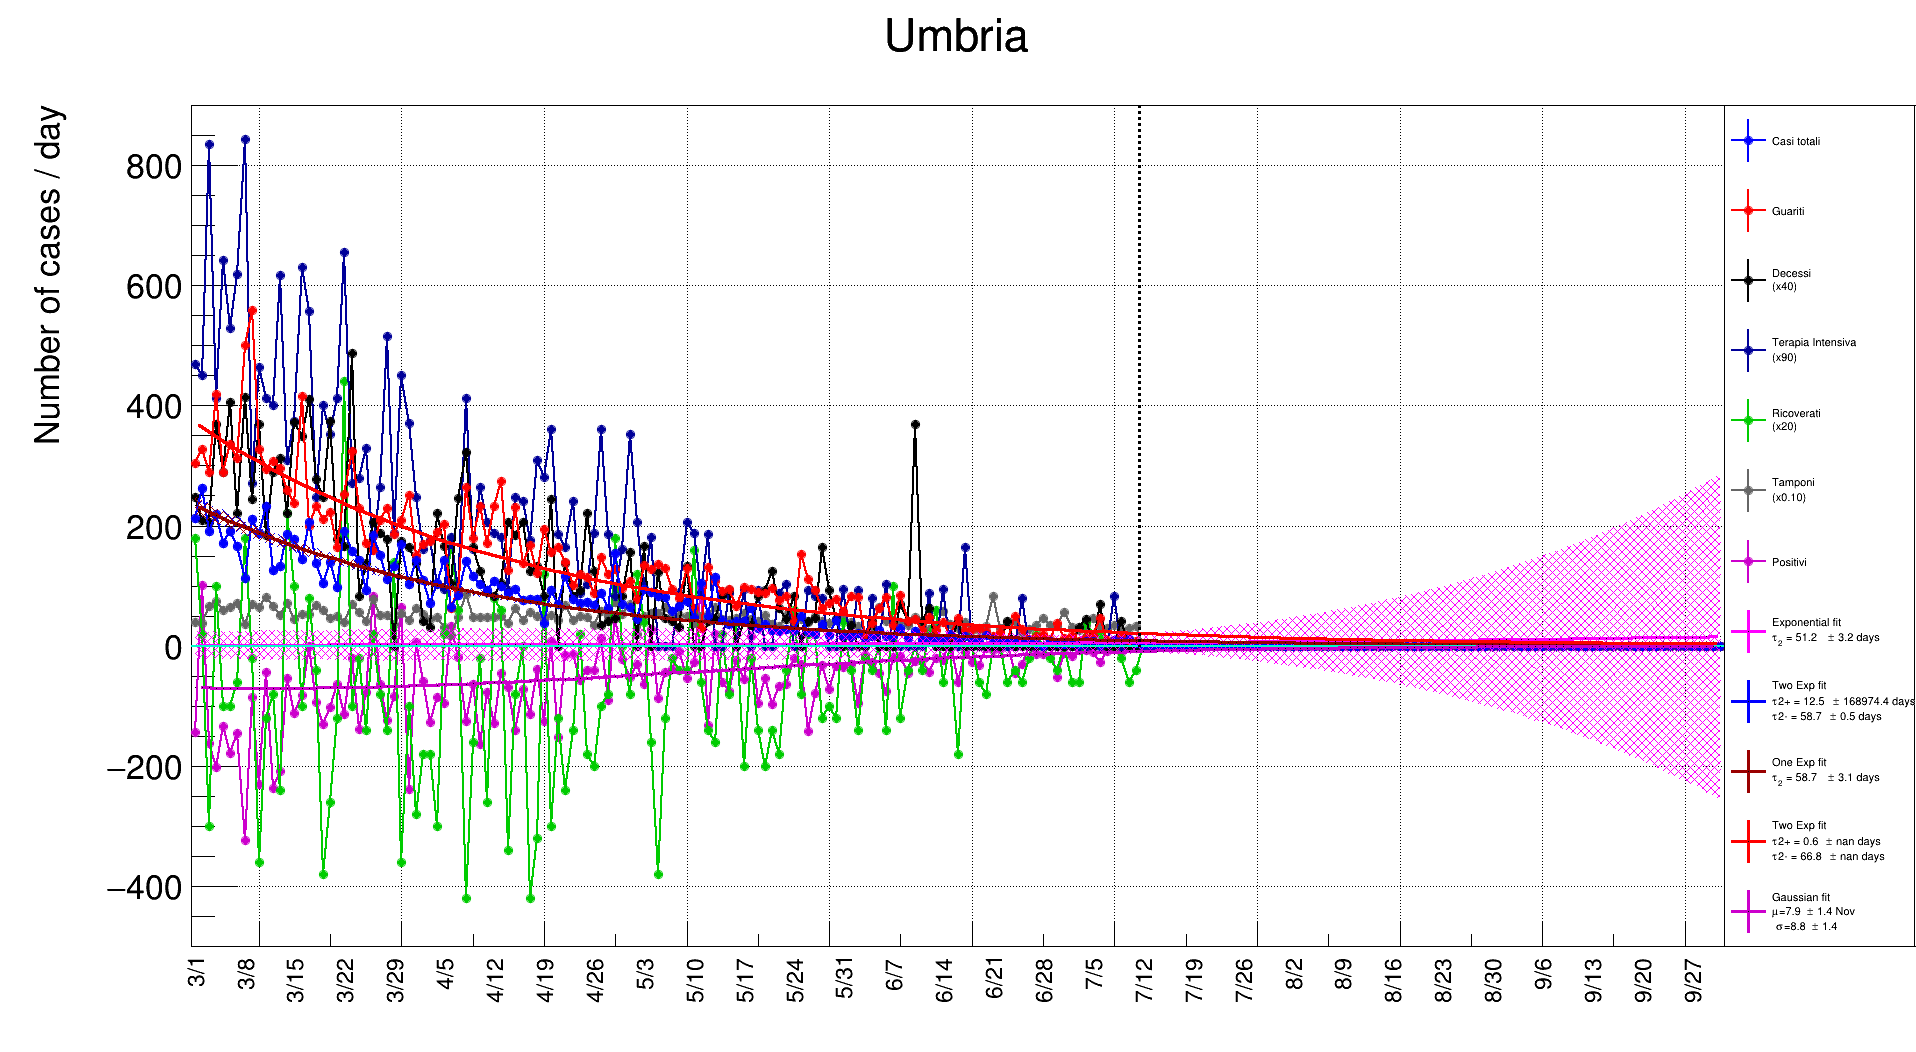 Umbria
Number of cases / day
800
600
400
200
0
−200
−400
3/1
3/8
3/15
3/22
3/29
4/5
4/12
4/19
4/26
5/3
5/10
5/17
5/24
5/31
6/7
6/14
6/21
6/28
7/5
7/12
7/19
7/26
8/2
8/9
8/16
8/23
8/30
9/6
9/13
9/20
9/27
Casi totali
Guariti
Decessi
(x40)
Terapia Intensiva
(x90)
Ricoverati
(x20)
Tamponi
(x0.10)
Positivi
Exponential fit
τ2 = 51.2 ± 3.2 days
Two Exp fit
τ2+ = 12.5 ± 168974.4 days
τ2- = 58.7 ± 0.5 days
One Exp fit
τ2 = 58.7 ± 3.1 days
Two Exp fit
τ2+ = 0.6 ± nan days
τ2- = 66.8 ± nan days
Gaussian fit
μ=7.9 ± 1.4 Nov
σ=8.8 ± 1.4